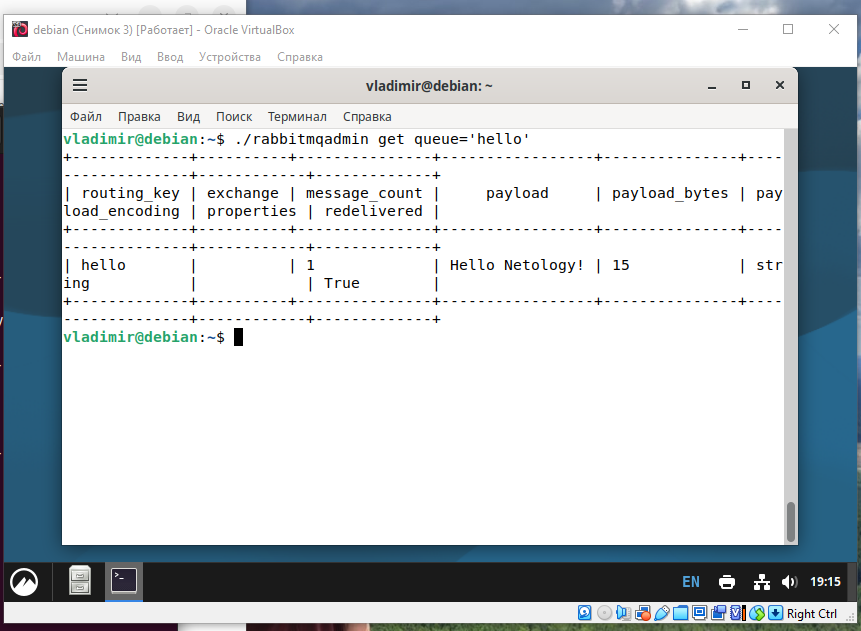 debian (Снимок 3) [Работает] - Oracle VirtualBox
Файл Машина Вид Ввод Устройства Справка
vladimir@debian: ~
Файл Правка Вид Поиск Терминал Справка
vladimir@debian:~$ ./rabbitmqadmin get queue='hello'
+-------------+----------+---------------+-----------------+---------------+----
--------------+------------+-------------+
| routing_key | exchange | message_count |     payload     | payload_bytes | pay
load_encoding | properties | redelivered |
+-------------+----------+---------------+-----------------+---------------+----
--------------+------------+-------------+
| hello       |          | 1             | Hello Netology! | 15            | str
ing           |            | True        |
+-------------+----------+---------------+-----------------+---------------+----
--------------+------------+-------------+
vladimir@debian:~$
EN 19:15
Right Ctrl